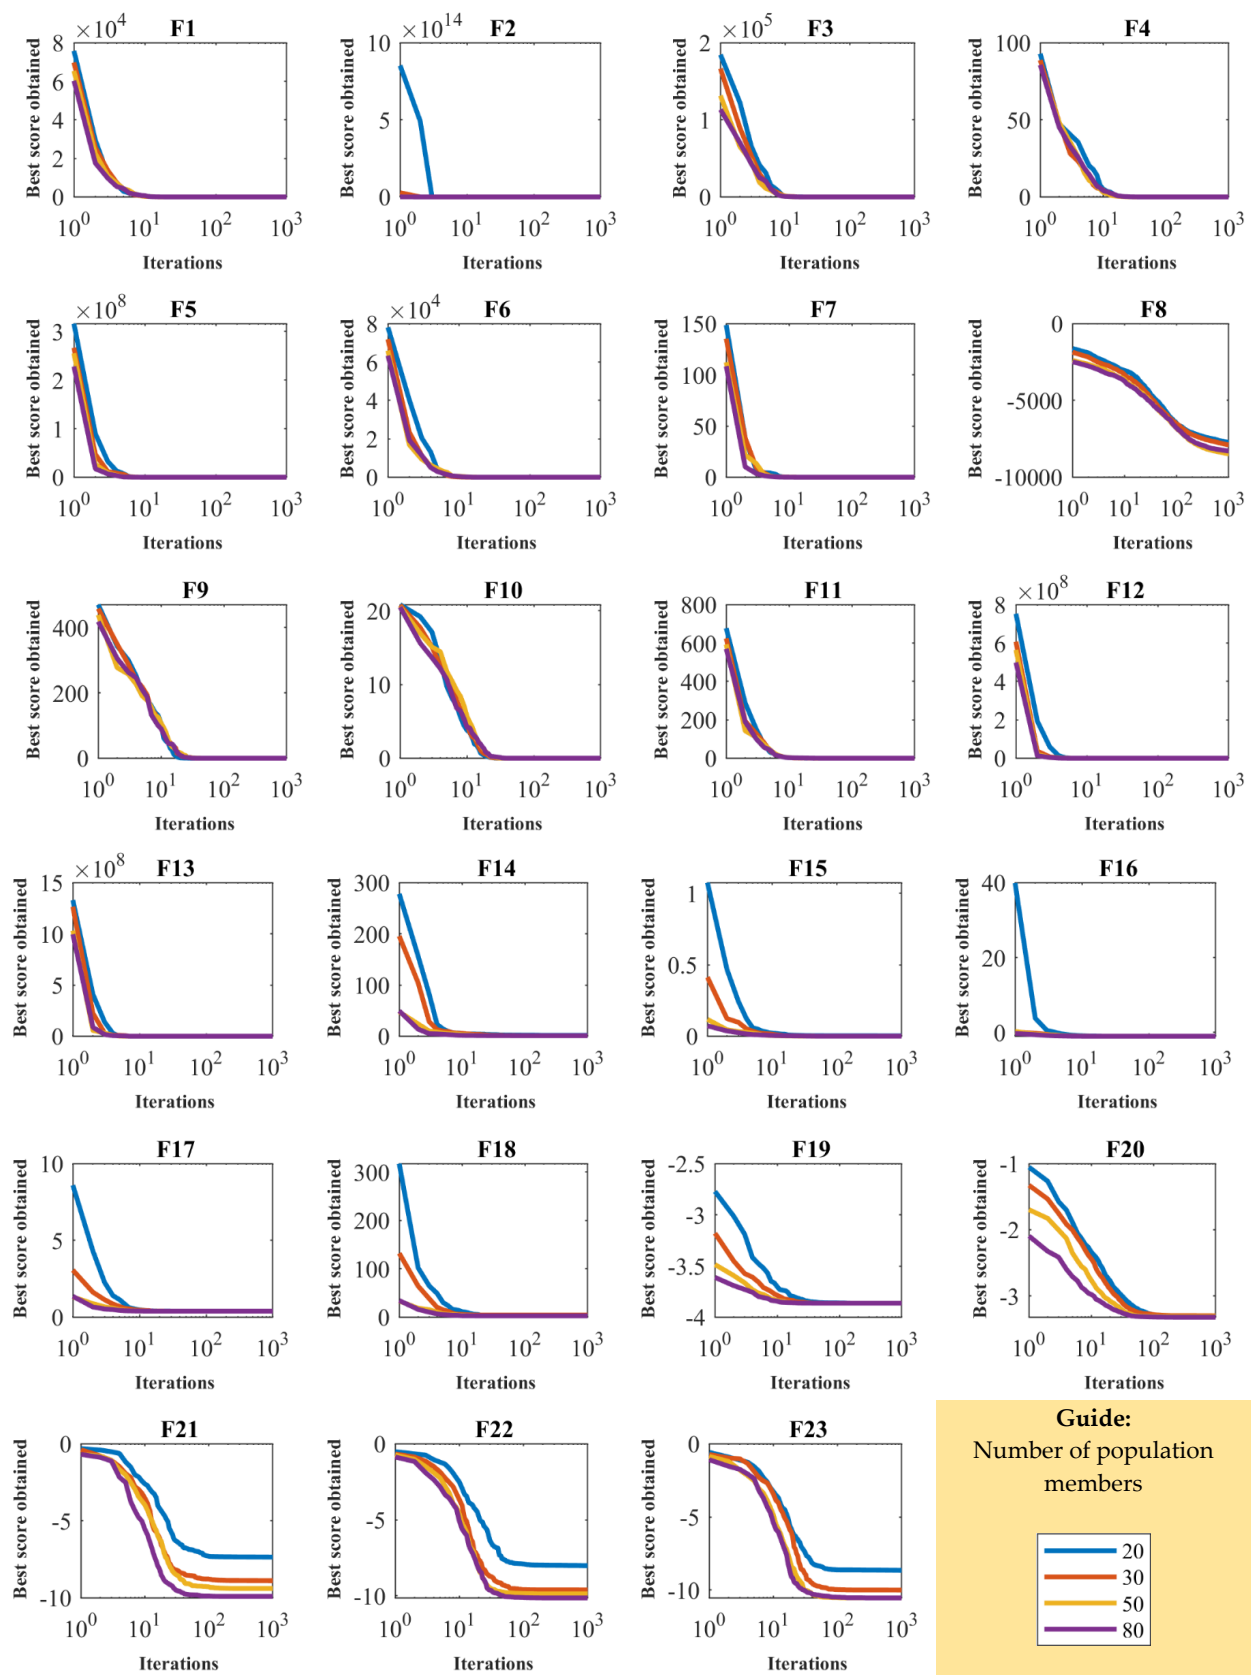 ×10⁴ F1
Best score obtained
8
6
4
2
0
10⁰ 10¹ 10² 10³
Iterations
×10¹⁴ F2
Best score obtained
10
5
0
10⁰ 10¹ 10² 10³
Iterations
×10⁵ F3
Best score obtained
2
1
0
10⁰ 10¹ 10² 10³
Iterations
F4
Best score obtained
100
50
0
10⁰ 10¹ 10² 10³
Iterations
×10⁸ F5
Best score obtained
3
2
1
0
10⁰ 10¹ 10² 10³
Iterations
×10⁴ F6
Best score obtained
8
6
4
2
0
10⁰ 10¹ 10² 10³
Iterations
F7
Best score obtained
150
100
50
0
10⁰ 10¹ 10² 10³
Iterations
F8
Best score obtained
0
-5000
-10000
10⁰ 10¹ 10² 10³
Iterations
F9
Best score obtained
400
200
0
10⁰ 10¹ 10² 10³
Iterations
F10
Best score obtained
20
10
0
10⁰ 10¹ 10² 10³
Iterations
F11
Best score obtained
800
600
400
200
0
10⁰ 10¹ 10² 10³
Iterations
×10⁸ F12
Best score obtained
8
6
4
2
0
10⁰ 10¹ 10² 10³
Iterations
×10⁸ F13
Best score obtained
15
10
5
0
10⁰ 10¹ 10² 10³
Iterations
F14
Best score obtained
300
200
100
0
10⁰ 10¹ 10² 10³
Iterations
F15
Best score obtained
1
0.5
0
10⁰ 10¹ 10² 10³
Iterations
F16
Best score obtained
40
20
0
10⁰ 10¹ 10² 10³
Iterations
F17
Best score obtained
10
5
0
10⁰ 10¹ 10² 10³
Iterations
F18
Best score obtained
300
200
100
0
10⁰ 10¹ 10² 10³
Iterations
F19
Best score obtained
-2.5
-3
-3.5
-4
10⁰ 10¹ 10² 10³
Iterations
F20
Best score obtained
-1
-2
-3
10⁰ 10¹ 10² 10³
Iterations
F21
Best score obtained
0
-5
-10
10⁰ 10¹ 10² 10³
Iterations
F22
Best score obtained
0
-5
-10
10⁰ 10¹ 10² 10³
Iterations
F23
Best score obtained
0
-5
-10
10⁰ 10¹ 10² 10³
Iterations
Guide:
Number of population
members
20
30
50
80